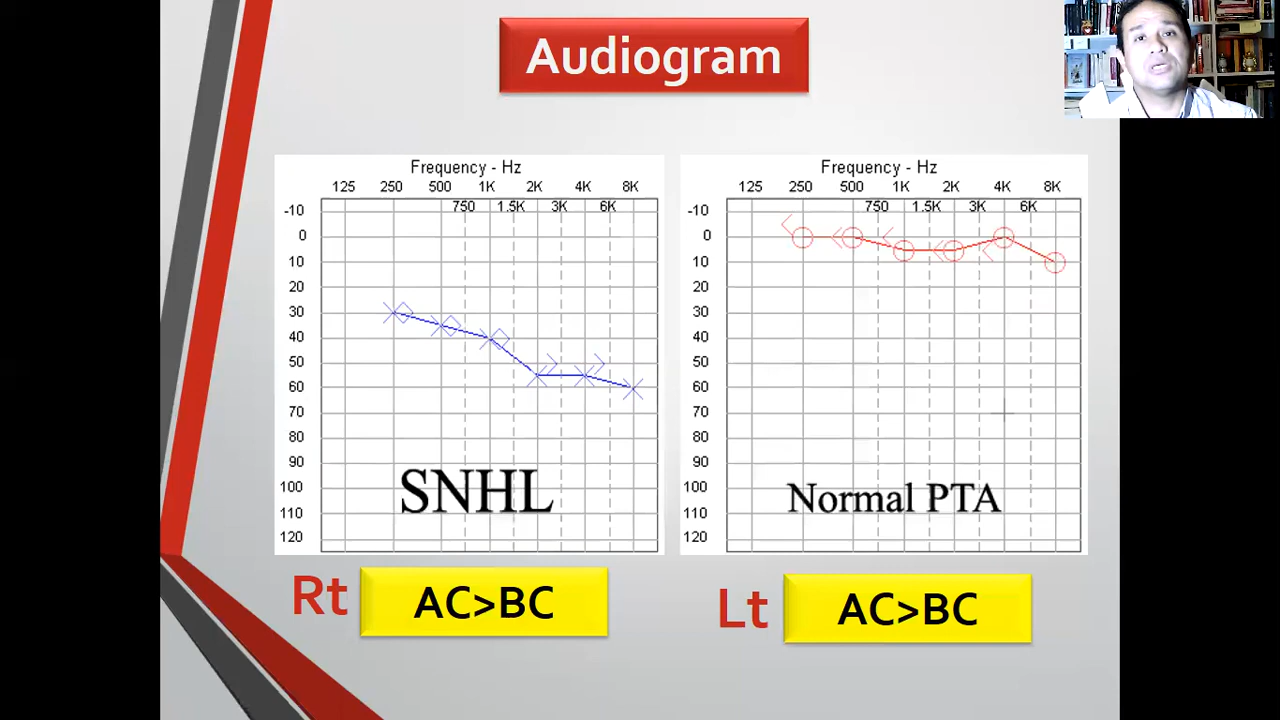 Audiogram
Frequency - Hz
125 250 500 1K 2K 4K 8K
750 1.5K 3K 6K
-10
0
10
20
30
40
50
60
70
80
90
100
110
120
SNHL
Frequency - Hz
125 250 500 1K 2K 4K 8K
750 1.5K 3K 6K
-10
0
10
20
30
40
50
60
70
80
90
100
110
120
Normal PTA
Rt AC>BC
Lt AC>BC